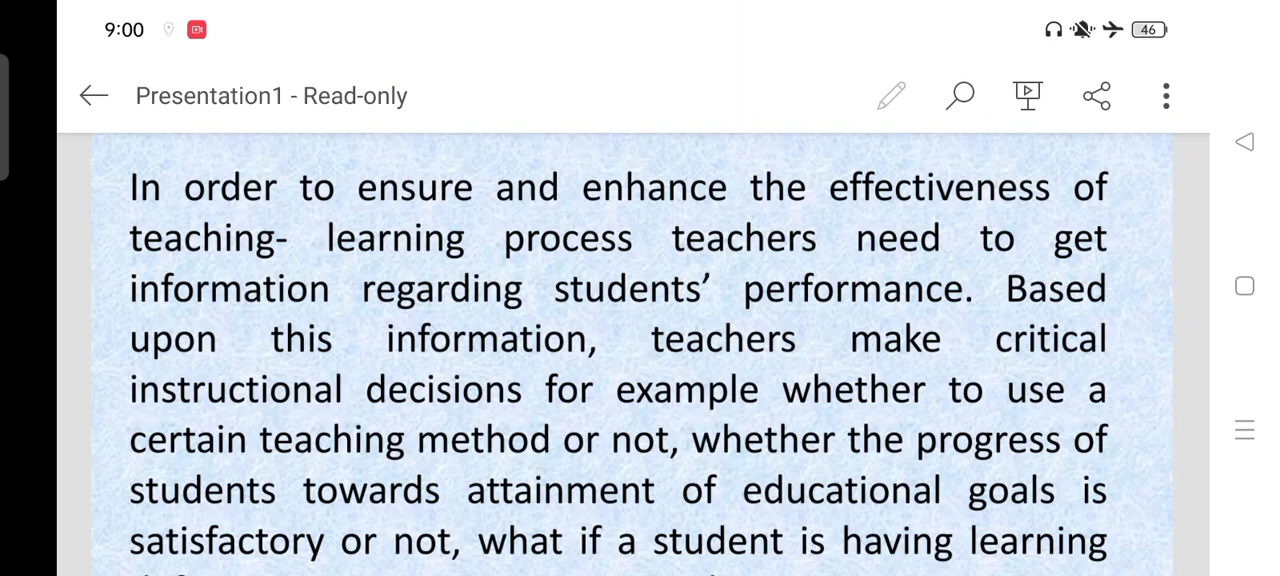 9:00
46
Presentation1 - Read-only
In order to ensure and enhance the effectiveness of
teaching- learning process teachers need to get
information regarding students’ performance. Based
upon this information, teachers make critical
instructional decisions for example whether to use a
certain teaching method or not, whether the progress of
students towards attainment of educational goals is
satisfactory or not, what if a student is having learning